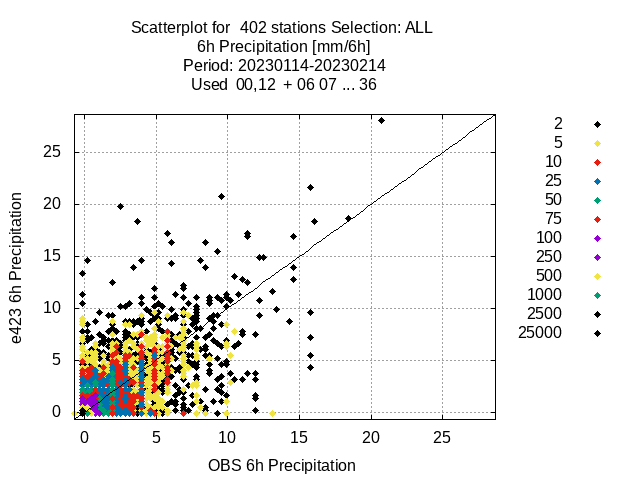 Scatterplot for  402 stations Selection: ALL
6h Precipitation [mm/6h]
Period: 20230114-20230214
Used  00,12  + 06 07 ... 36
2
5
10
25
50
75
100
250
500
1000
2500
25000
25
20
15
10
5
0
e423 6h Precipitation
0 5 10 15 20 25
OBS 6h Precipitation